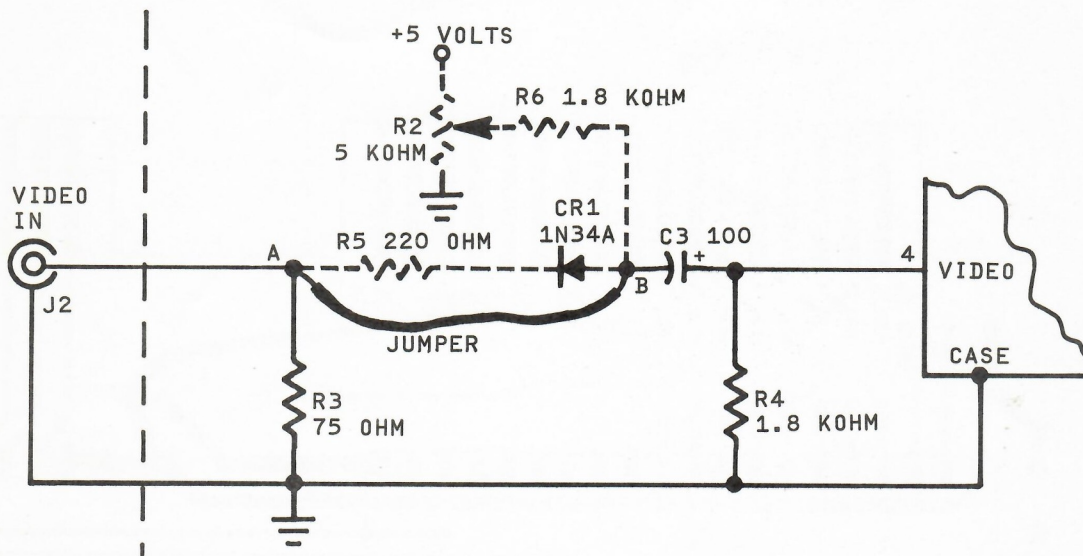 +5 VOLTS
R6 1.8 KOHM
R2
5 KOHM
VIDEO
IN
CR1
1N34A
C3 100
R5 220 OHM
A
+
4
VIDEO
B
J2
JUMPER
CASE
R3
75 OHM
R4
1.8 KOHM